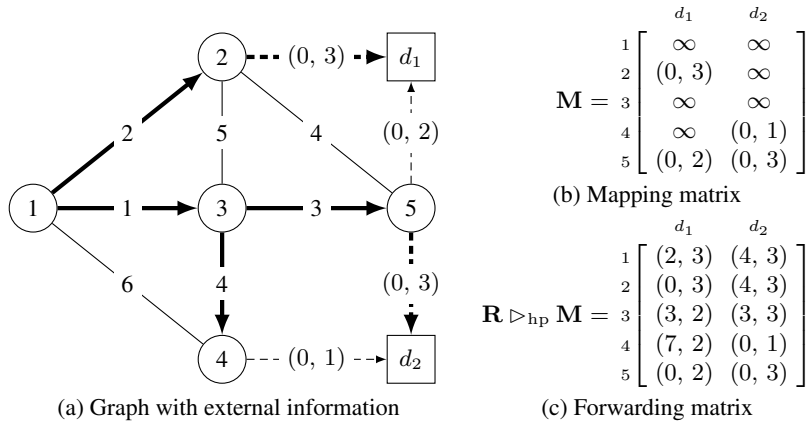 2 (0, 3) d₁
2 5 4 (0, 2)
1 1 3 3 5
6 4 (0, 3)
4 (0, 1) d₂
(a) Graph with external information
d₁ d₂
1 ∞ ∞
2 (0, 3) ∞
M = 3 ∞ ∞
4 ∞ (0, 1)
5 (0, 2) (0, 3)
(b) Mapping matrix
d₁ d₂
1 (2, 3) (4, 3)
2 (0, 3) (4, 3)
R ▷hp M = 3 (3, 2) (3, 3)
4 (7, 2) (0, 1)
5 (0, 2) (0, 3)
(c) Forwarding matrix